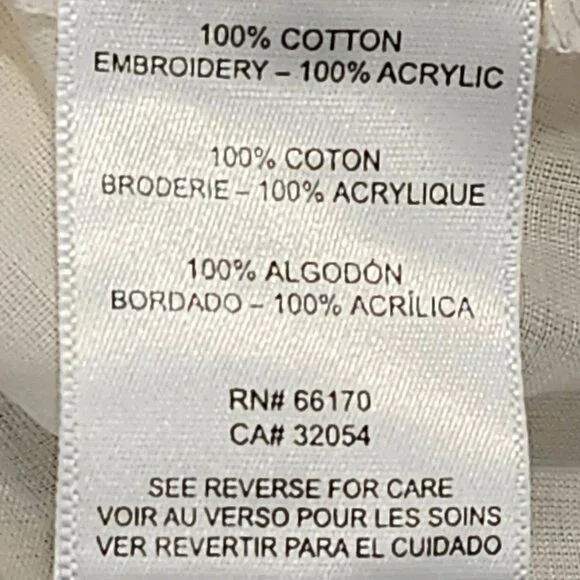 100% COTTON
EMBROIDERY – 100% ACRYLIC
100% COTON
BRODERIE – 100% ACRYLIQUE
100% ALGODÓN
BORDADO – 100% ACRÍLICA
RN# 66170
CA# 32054
SEE REVERSE FOR CARE
VOIR AU VERSO POUR LES SOINS
VER REVERTIR PARA EL CUIDADO